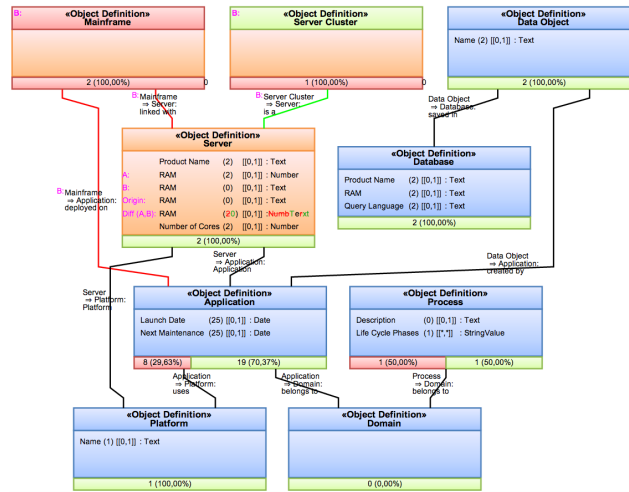 B:
«Object Definition»
Mainframe
2 (100,00%)
0
B:
«Object Definition»
Server Cluster
1 (100,00%)
0
«Object Definition»
Data Object
Name (2) [[0,1]] : Text
2 (100,00%)
B: Mainframe
⇒ Server:
linked with
B: Server Cluster
⇒ Server:
is a
Data Object
⇒ Database:
saved in
«Object Definition»
Server
Product Name (2) [[0,1]] : Text
A: RAM (2) [[0,1]] : Number
B: RAM (0) [[0,1]] : Text
Origin: RAM (0) [[0,1]] : Text
Diff (A,B): RAM (20) [[0,1]] :NumbTerxt
Number of Cores (2) [[0,1]] : Number
2 (100,00%)
«Object Definition»
Database
Product Name (2) [[0,1]] : Text
RAM (2) [[0,1]] : Text
Query Language (2) [[0,1]] : Text
2 (100,00%)
B: Mainframe
⇒ Application:
deployed on
Server
⇒ Application:
Application
Data Object
⇒ Application:
created by
Server
⇒ Platform:
Platform
«Object Definition»
Application
Launch Date (25) [[0,1]] : Date
Next Maintenance (25) [[0,1]] : Date
8 (29,63%)
19 (70,37%)
«Object Definition»
Process
Description (0) [[0,1]] : Text
Life Cycle Phases (1) [[*,*]] : StringValue
1 (50,00%)
1 (50,00%)
Application
⇒ Platform:
uses
Application
⇒ Domain:
belongs to
Process
⇒ Domain:
belongs to
«Object Definition»
Platform
Name (1) [[0,1]] : Text
1 (100,00%)
«Object Definition»
Domain
0 (0,00%)